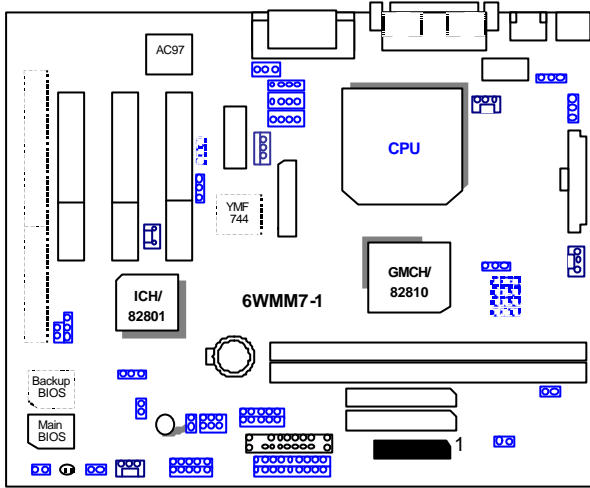 AC97
CPU
YMF
744
GMCH/
82810
ICH/
82801
6WMM7-1
Backup
BIOS
Main
BIOS
1